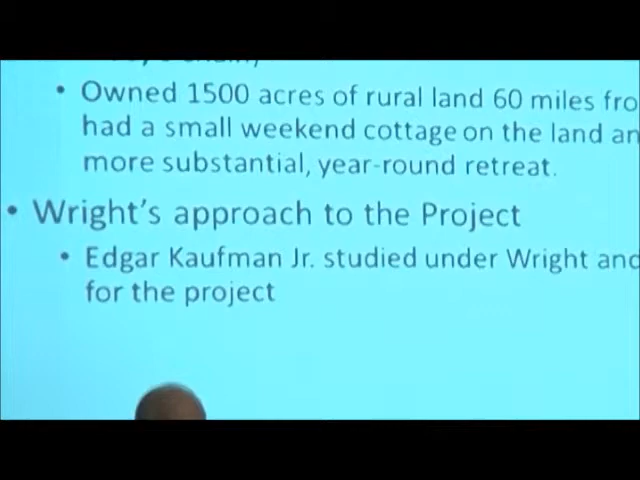 • Owned 1500 acres of rural land 60 miles fro
had a small weekend cottage on the land an
more substantial, year-round retreat.
• Wright's approach to the Project
• Edgar Kaufman Jr. studied under Wright and
for the project